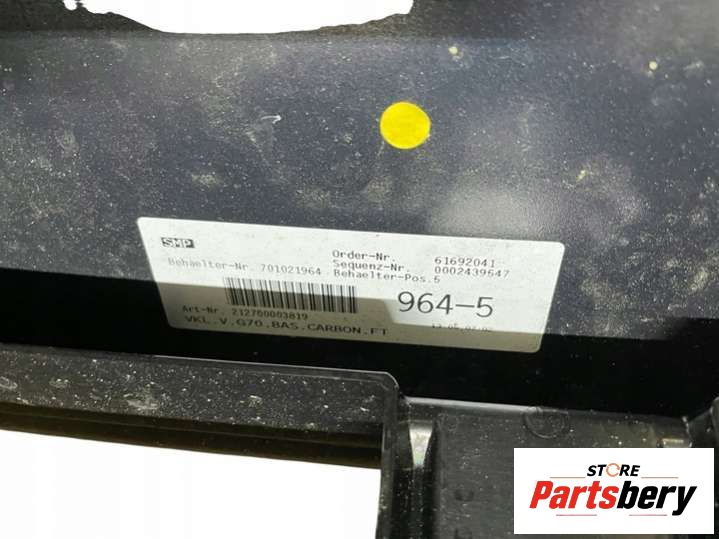 SMP
Order-Nr. 61692041
Sequenz-Nr. 0002439647
Behaelter-Nr. 701021964 Behaelter-Pos.5
964-5
Art-Nr. 212700003819
VKL.V.G70.BAS.CARBON.FT
STORE
Partsbery